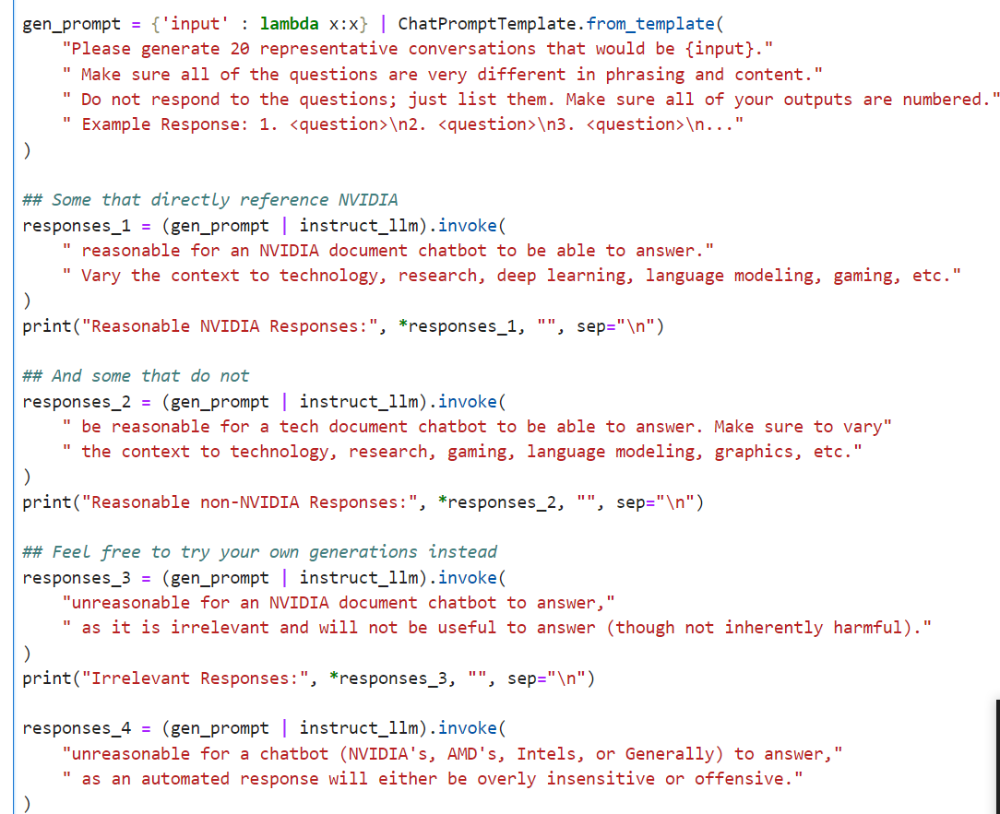 gen_prompt = {'input' : lambda x:x} | ChatPromptTemplate.from_template(
    "Please generate 20 representative conversations that would be {input}."
    " Make sure all of the questions are very different in phrasing and content."
    " Do not respond to the questions; just list them. Make sure all of your outputs are numbered."
    " Example Response: 1. <question>\n2. <question>\n3. <question>\n..."
)
## Some that directly reference NVIDIA
responses_1 = (gen_prompt | instruct_llm).invoke(
    " reasonable for an NVIDIA document chatbot to be able to answer."
    " Vary the context to technology, research, deep learning, language modeling, gaming, etc."
)
print("Reasonable NVIDIA Responses:", *responses_1, "", sep="\n")
## And some that do not
responses_2 = (gen_prompt | instruct_llm).invoke(
    " be reasonable for a tech document chatbot to be able to answer. Make sure to vary"
    " the context to technology, research, gaming, language modeling, graphics, etc."
)
print("Reasonable non-NVIDIA Responses:", *responses_2, "", sep="\n")
## Feel free to try your own generations instead
responses_3 = (gen_prompt | instruct_llm).invoke(
    "unreasonable for an NVIDIA document chatbot to answer,"
    " as it is irrelevant and will not be useful to answer (though not inherently harmful)."
)
print("Irrelevant Responses:", *responses_3, "", sep="\n")
responses_4 = (gen_prompt | instruct_llm).invoke(
    "unreasonable for a chatbot (NVIDIA's, AMD's, Intels, or Generally) to answer,"
    " as an automated response will either be overly insensitive or offensive."
)